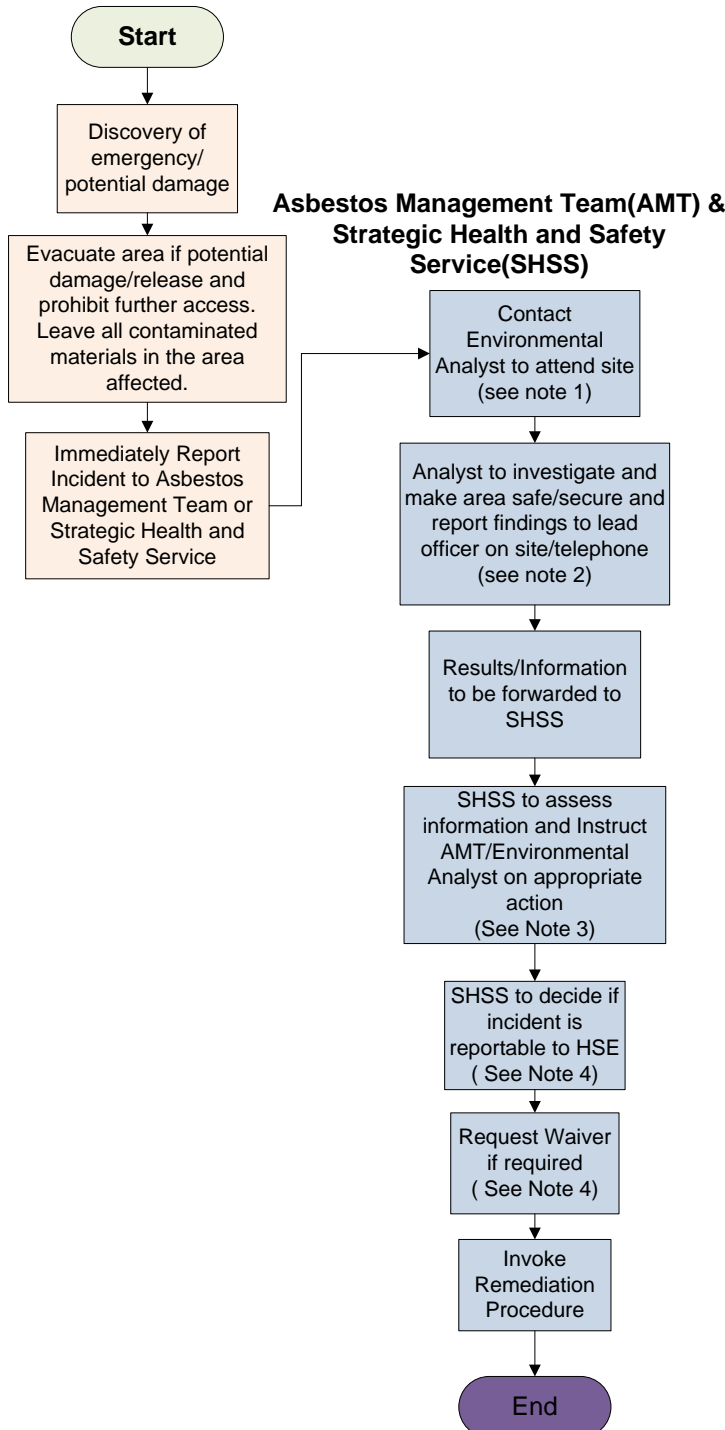 Start
Discovery of
emergency/
potential damage
Evacuate area if potential
damage/release and
prohibit further access.
Leave all contaminated
materials in the area
affected.
Immediately Report
Incident to Asbestos
Management Team or
Strategic Health and
Safety Service
Asbestos Management Team(AMT) &
Strategic Health and Safety
Service(SHSS)
Contact
Environmental
Analyst to attend site
(see note 1)
Analyst to investigate and
make area safe/secure and
report findings to lead
officer on site/telephone
(see note 2)
Results/Information
to be forwarded to
SHSS
SHSS to assess
information and Instruct
AMT/Environmental
Analyst on appropriate
action
(See Note 3)
SHSS to decide if
incident is
reportable to HSE
( See Note 4)
Request Waiver
if required
( See Note 4)
Invoke
Remediation
Procedure
End